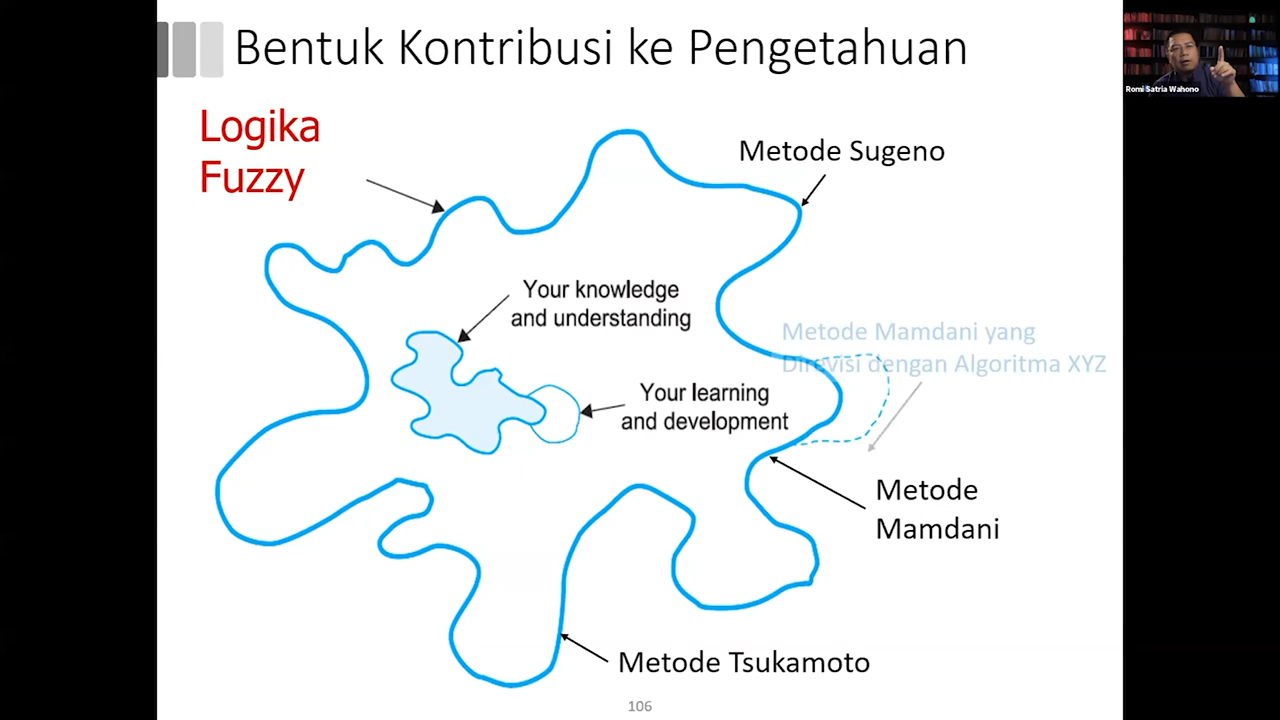 Bentuk Kontribusi ke Pengetahuan
Romi Satria Wahono
Logika
Fuzzy
Metode Sugeno
Your knowledge
and understanding
Metode Mamdani yang
Direvisi dengan Algoritma XYZ
Your learning
and development
Metode
Mamdani
Metode Tsukamoto
106